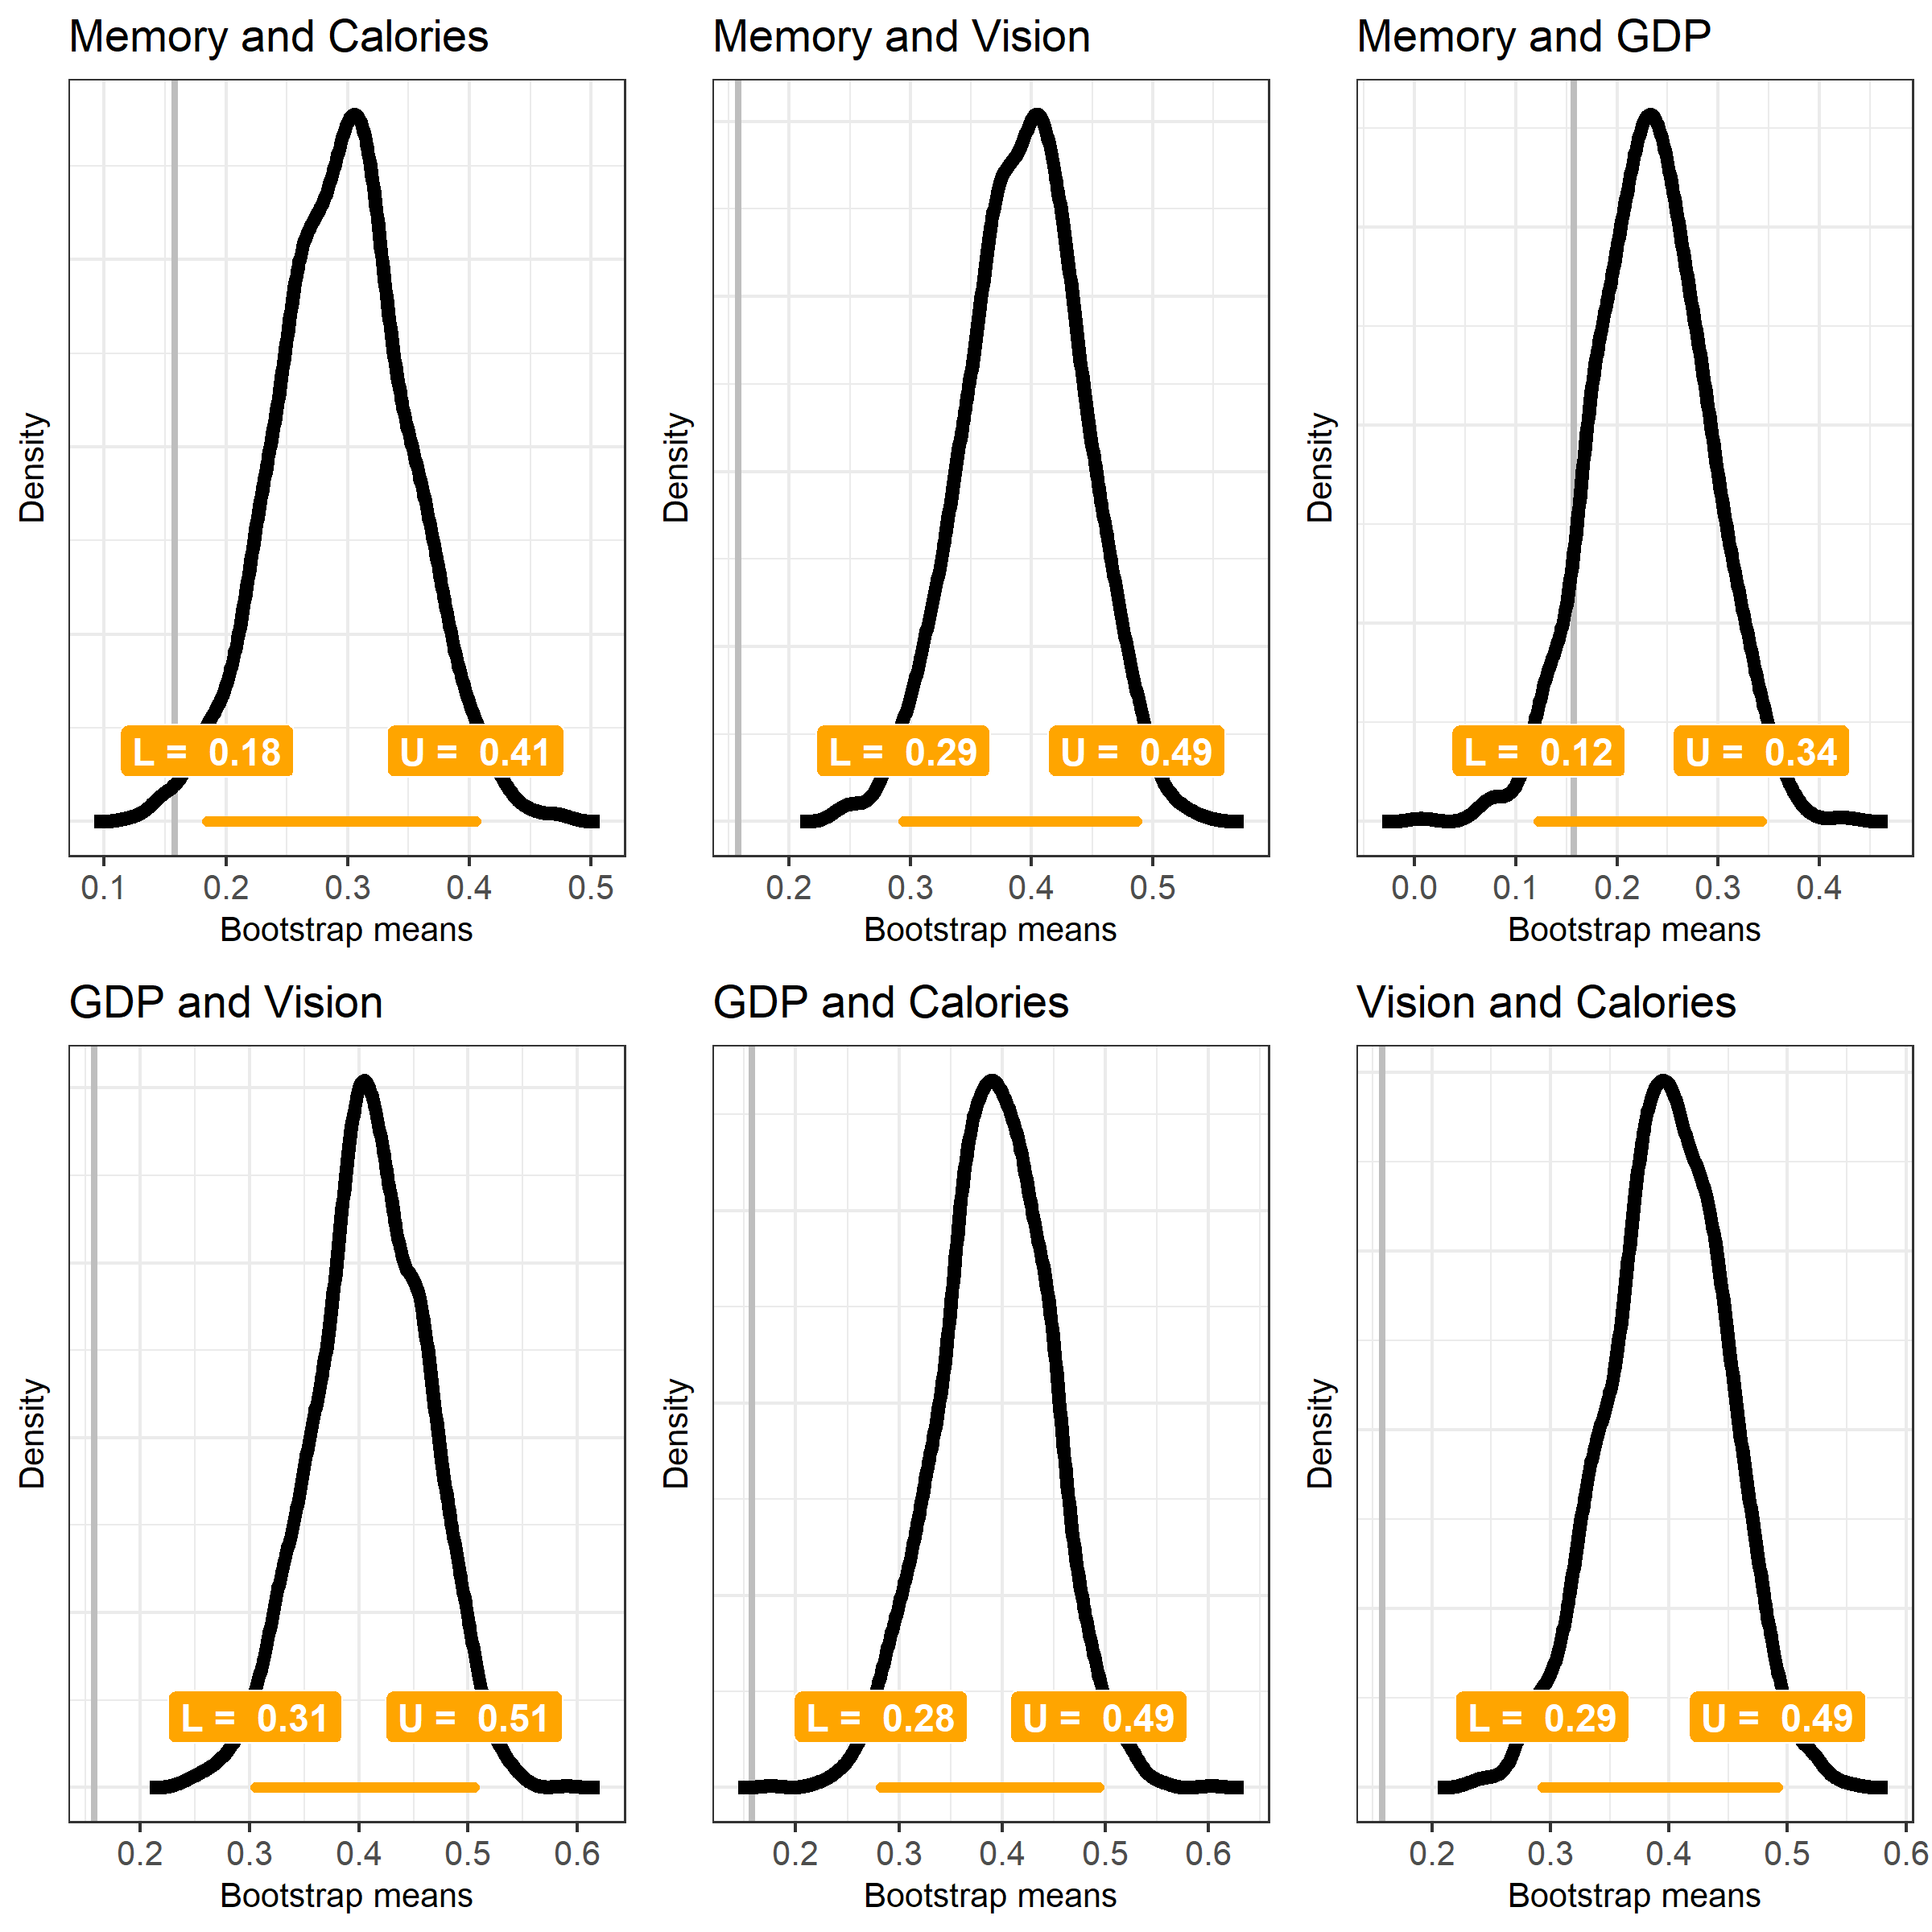 Memory and Calories
Density
L = 0.18
U = 0.41
0.1 0.2 0.3 0.4 0.5
Bootstrap means
Memory and Vision
Density
L = 0.29
U = 0.49
0.2 0.3 0.4 0.5
Bootstrap means
Memory and GDP
Density
L = 0.12
U = 0.34
0.0 0.1 0.2 0.3 0.4
Bootstrap means
GDP and Vision
Density
L = 0.31
U = 0.51
0.2 0.3 0.4 0.5 0.6
Bootstrap means
GDP and Calories
Density
L = 0.28
U = 0.49
0.2 0.3 0.4 0.5 0.6
Bootstrap means
Vision and Calories
Density
L = 0.29
U = 0.49
0.2 0.3 0.4 0.5 0.6
Bootstrap means